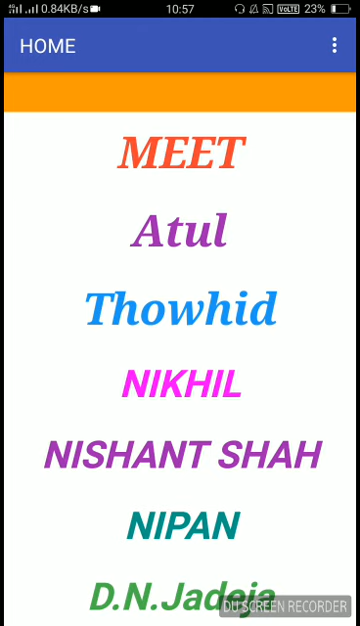 0.84KB/s 10:57 VoLTE 23%
HOME
MEET
Atul
Thowhid
NIKHIL
NISHANT SHAH
NIPAN
D.N.Jadeja
DU SCREEN RECORDER